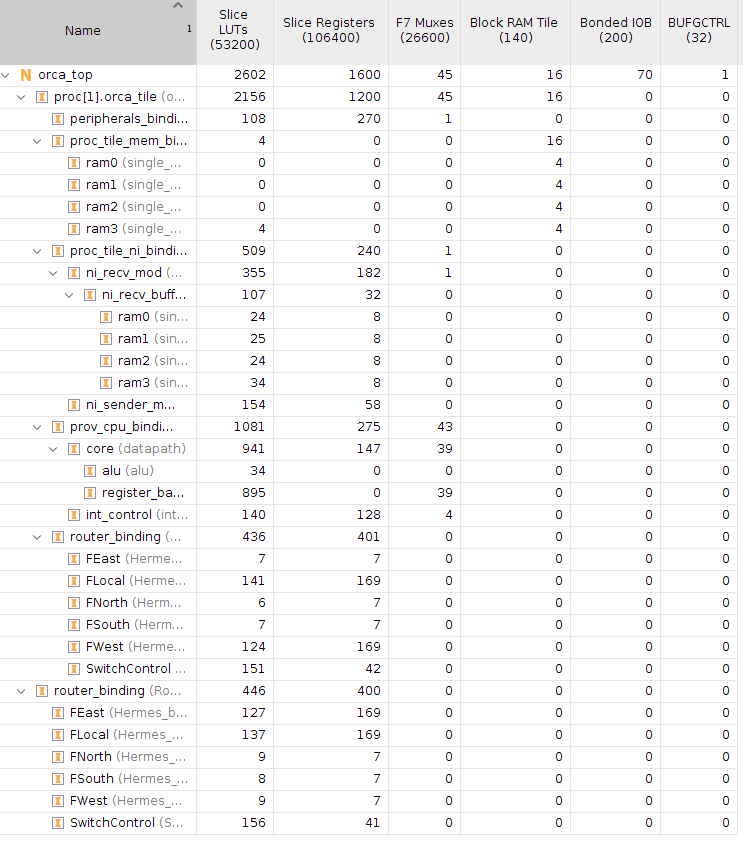 Name 1 Slice LUTs (53200) Slice Registers (106400) F7 Muxes (26600) Block RAM Tile (140) Bonded IOB (200) BUFGCTRL (32)
N orca_top 2602 1600 45 16 70 1
I proc[1].orca_tile (o... 2156 1200 45 16 0 0
I peripherals_bindi... 108 270 1 0 0 0
I proc_tile_mem_bi... 4 0 0 16 0 0
I ram0 (single_... 0 0 0 4 0 0
I ram1 (single_... 0 0 0 4 0 0
I ram2 (single_... 0 0 0 4 0 0
I ram3 (single_... 4 0 0 4 0 0
I proc_tile_ni_bindi... 509 240 1 0 0 0
I ni_recv_mod (... 355 182 1 0 0 0
I ni_recv_buff... 107 32 0 0 0 0
I ram0 (sin... 24 8 0 0 0 0
I ram1 (sin... 25 8 0 0 0 0
I ram2 (sin... 24 8 0 0 0 0
I ram3 (sin... 34 8 0 0 0 0
I ni_sender_m... 154 58 0 0 0 0
I prov_cpu_bindi... 1081 275 43 0 0 0
I core (datapath) 941 147 39 0 0 0
I alu (alu) 34 0 0 0 0 0
I register_ba... 895 0 39 0 0 0
I int_control (int... 140 128 4 0 0 0
I router_binding (... 436 401 0 0 0 0
I FEast (Herme... 7 7 0 0 0 0
I FLocal (Herme... 141 169 0 0 0 0
I FNorth (Herm... 6 7 0 0 0 0
I FSouth (Herm... 7 7 0 0 0 0
I FWest (Herme... 124 169 0 0 0 0
I SwitchControl ... 151 42 0 0 0 0
I router_binding (Ro... 446 400 0 0 0 0
I FEast (Hermes_b... 127 169 0 0 0 0
I FLocal (Hermes_... 137 169 0 0 0 0
I FNorth (Hermes_... 9 7 0 0 0 0
I FSouth (Hermes_... 8 7 0 0 0 0
I FWest (Hermes_... 9 7 0 0 0 0
I SwitchControl (S... 156 41 0 0 0 0